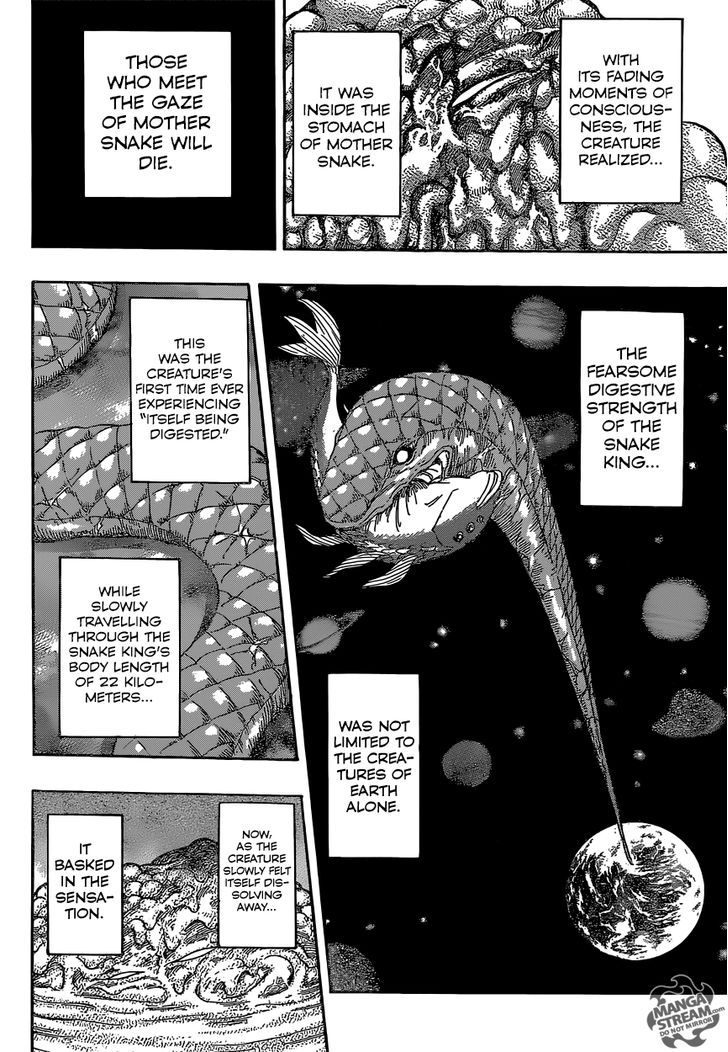 WITH
ITS FADING
MOMENTS OF
CONSCIOUS-
NESS, THE
CREATURE
REALIZED...
IT WAS
INSIDE THE
STOMACH
OF MOTHER
SNAKE.
THOSE
WHO MEET
THE GAZE
OF MOTHER
SNAKE WILL
DIE.
THE
FEARSOME
DIGESTIVE
STRENGTH
OF THE
SNAKE
KING...
WAS NOT
LIMITED TO
THE CREA-
TURES OF
EARTH
ALONE.
THIS
WAS THE
CREATURE'S
FIRST TIME EVER
EXPERIENCING
"ITSELF BEING
DIGESTED."
WHILE
SLOWLY
TRAVELLING
THROUGH THE
SNAKE KING'S
BODY LENGTH
OF 22 KILO-
METERS...
NOW,
AS THE
CREATURE
SLOWLY FELT
ITSELF DIS-
SOLVING
AWAY...
IT
BASKED
IN THE
SENSA-
TION.
MANGA
STREAM.COM
DO NOT MIRROR!